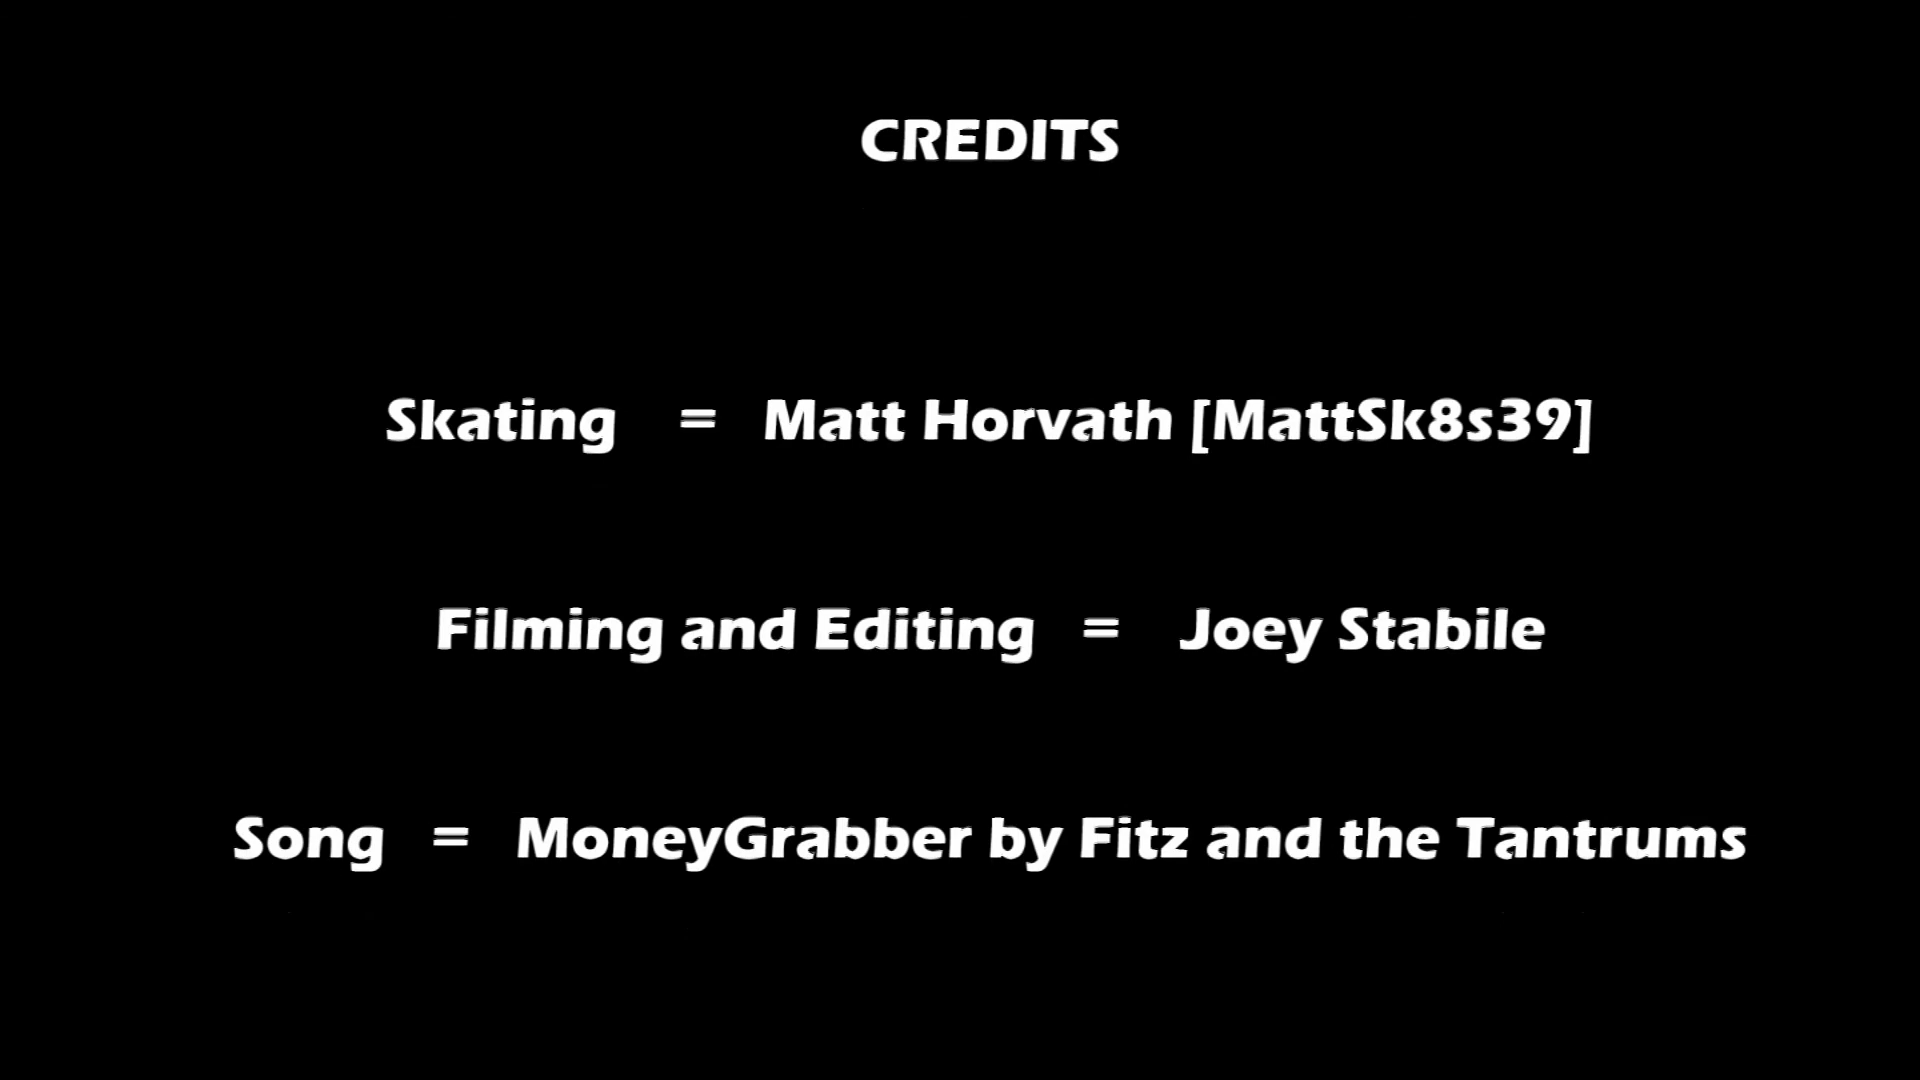 CREDITS
Skating = Matt Horvath [MattSk8s39]
Filming and Editing = Joey Stabile
Song = MoneyGrabber by Fitz and the Tantrums